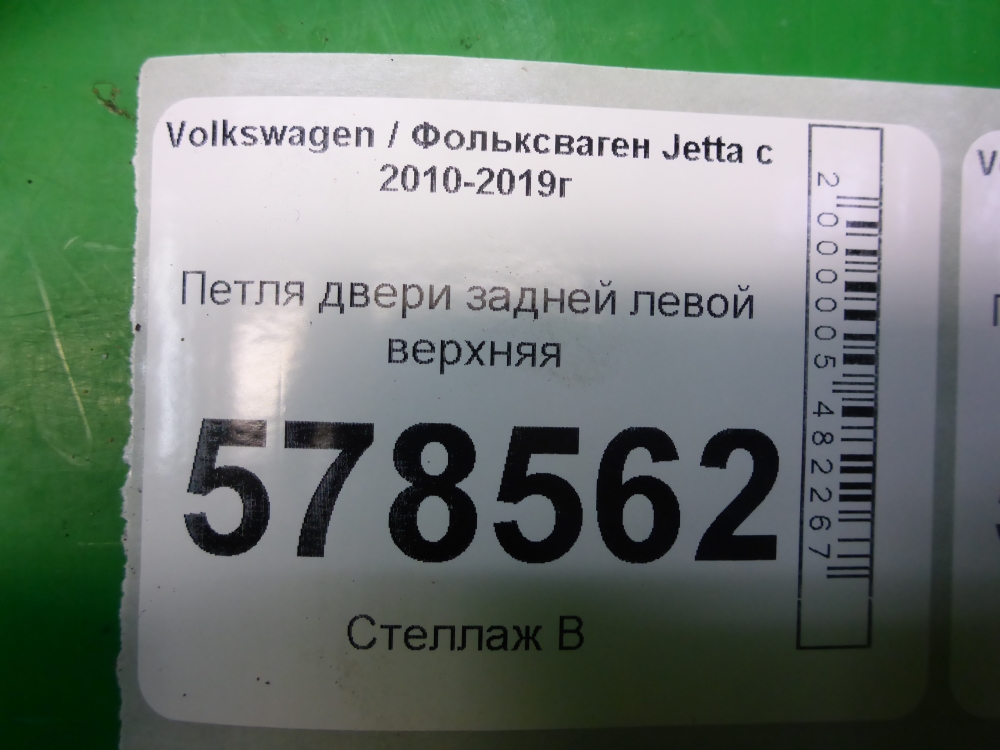 Volkswagen / Фольксваген Jetta с
2010-2019г
Петля двери задней левой
верхняя
578562
Стеллаж В
2000005482267